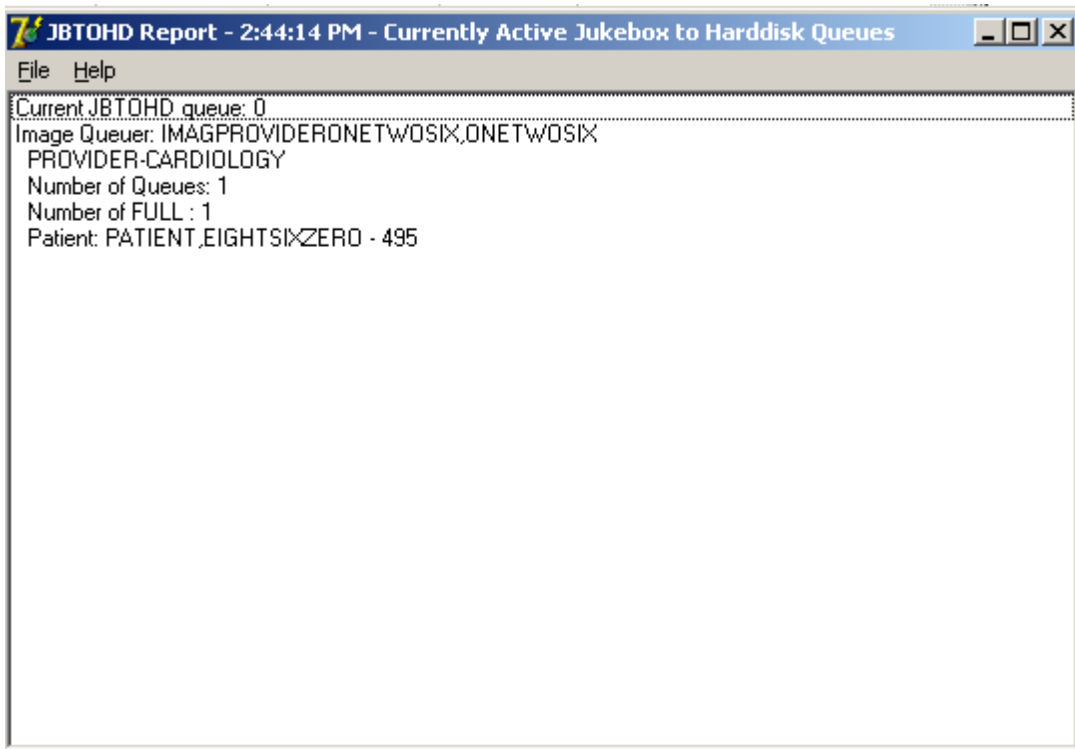 JBTOHD Report - 2:44:14 PM - Currently Active Jukebox to Harddisk Queues
File Help
Current JBTOHD queue: 0
Image Queuer: IMAGPROVIDERONETWOSIX,ONETWOSIX
PROVIDER-CARDIOLOGY
Number of Queues: 1
Number of FULL : 1
Patient: PATIENT,EIGHTSIXZERO - 495